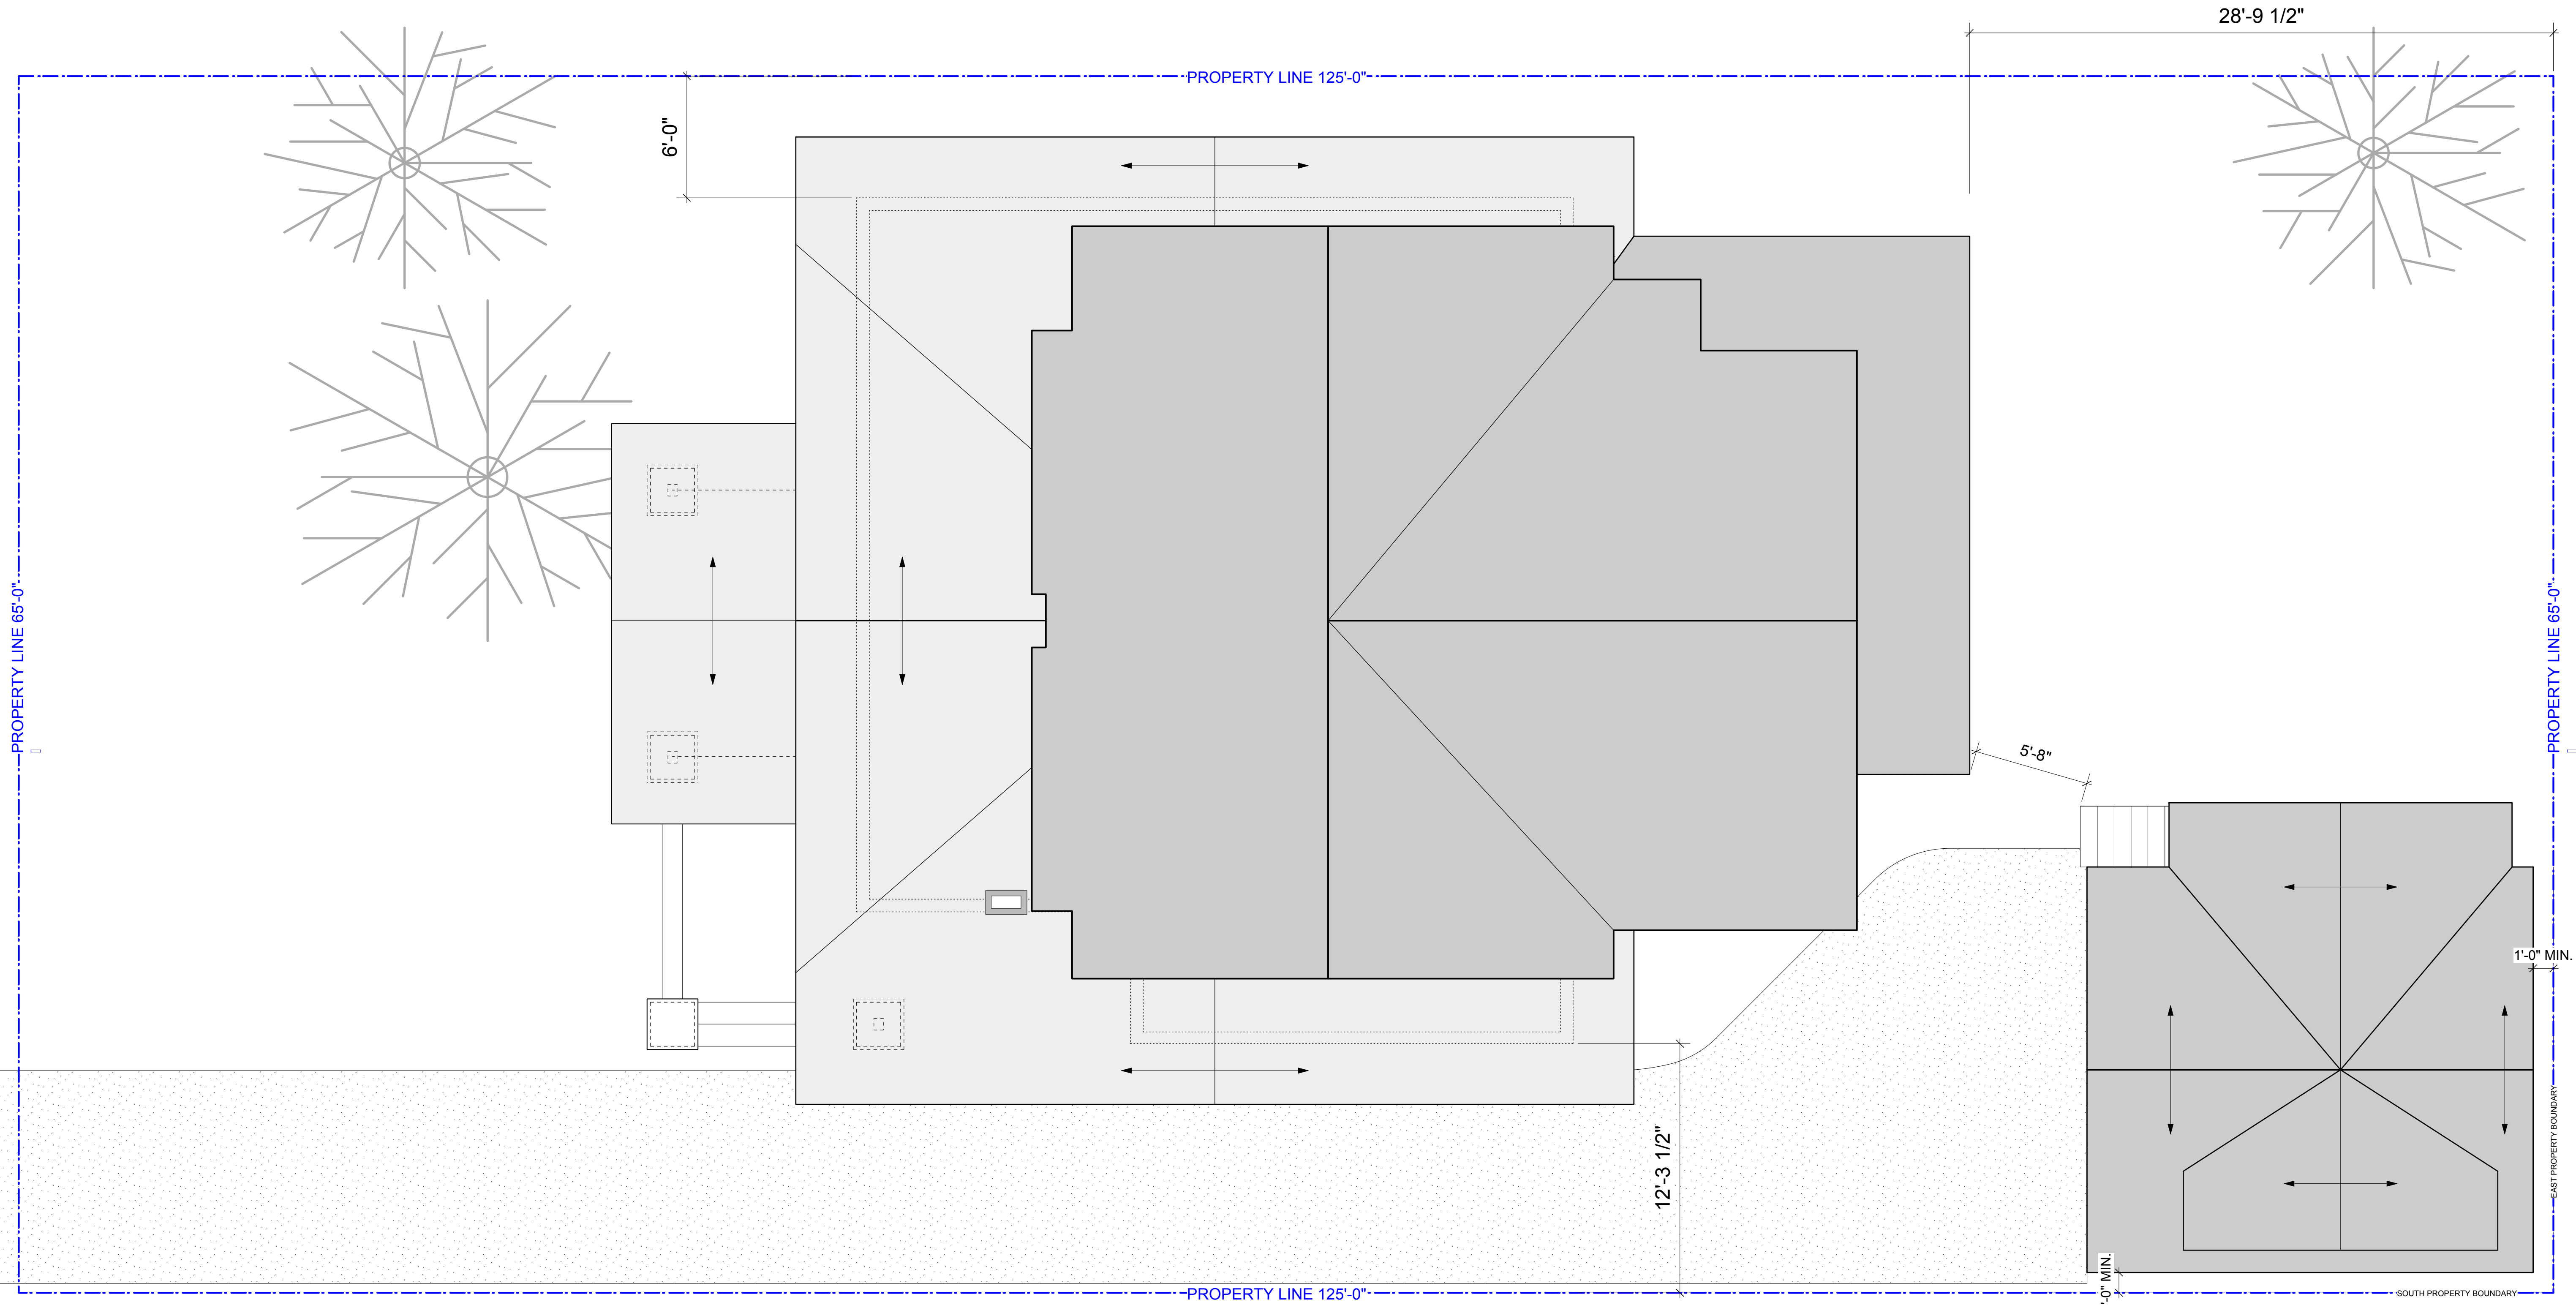 28'-9 1/2"
PROPERTY LINE 125'-0"
6'-0"
PROPERTY LINE 65'-0"
PROPERTY LINE 65'-0"
5'-8"
1'-0" MIN.
EAST PROPERTY BOUNDARY
12'-3 1/2"
'-0" MIN.
PROPERTY LINE 125'-0"
SOUTH PROPERTY BOUNDARY